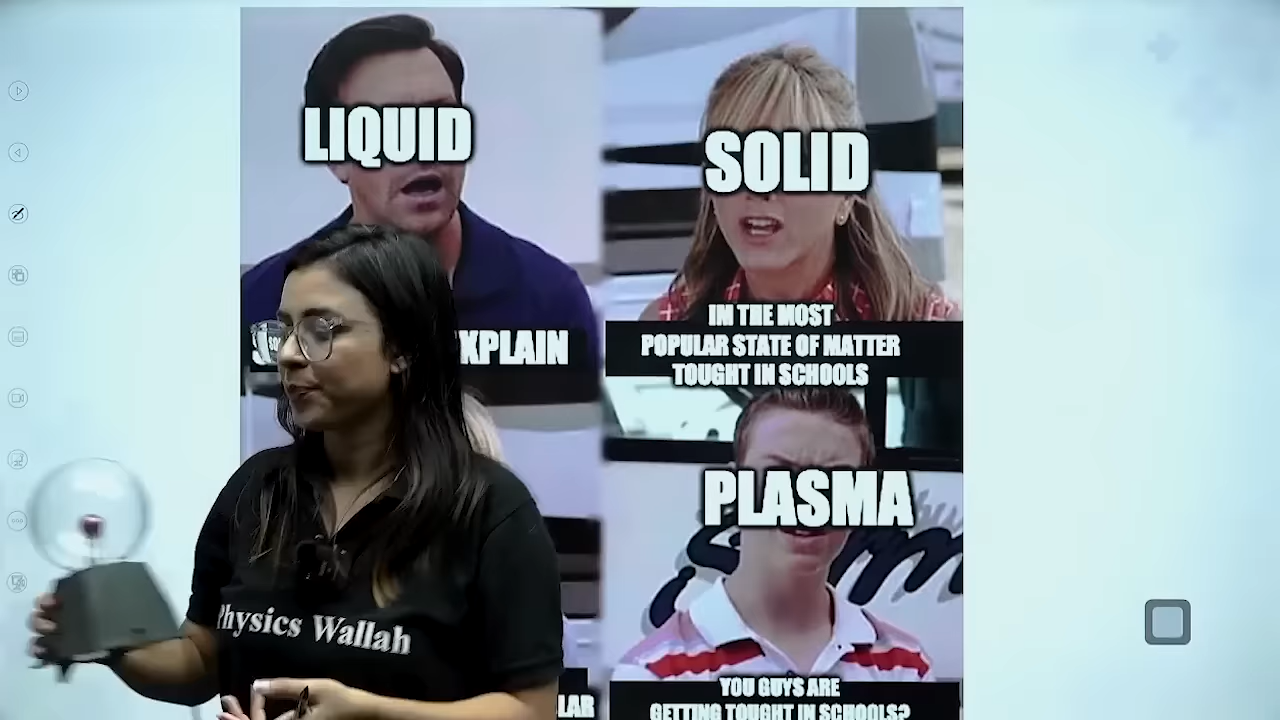 LIQUID
SOLID
XPLAIN
IN THE MOST
POPULAR STATE OF MATTER
TOUGHT IN SCHOOLS
PLASMA
Physics Wallah
LAR
YOU GUYS ARE
GETTING TOUGHT IN SCHOOLS?